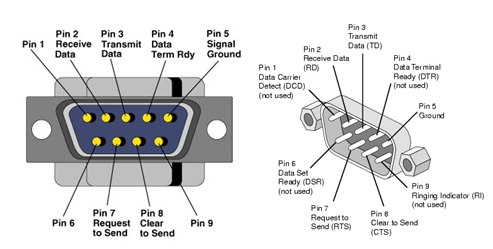 Pin 1
Pin 2
Receive
Data
Pin 3
Transmit
Data
Pin 4
Data
Term Rdy
Pin 5
Signal
Ground
Pin 6
Pin 7
Request
to Send
Pin 8
Clear
to Send
Pin 9
Pin 1
Data Carrier
Detect (DCD)
(not used)
Pin 2
Receive Data
(RD)
Pin 3
Transmit
Data (TD)
Pin 4
Data Terminal
Ready (DTR)
(not used)
Pin 5
Ground
Pin 6
Data Set
Ready (DSR)
(not used)
Pin 7
Request to
Send (RTS)
Pin 8
Clear to Send
(CTS)
Pin 9
Ringing Indicator (RI)
(not used)